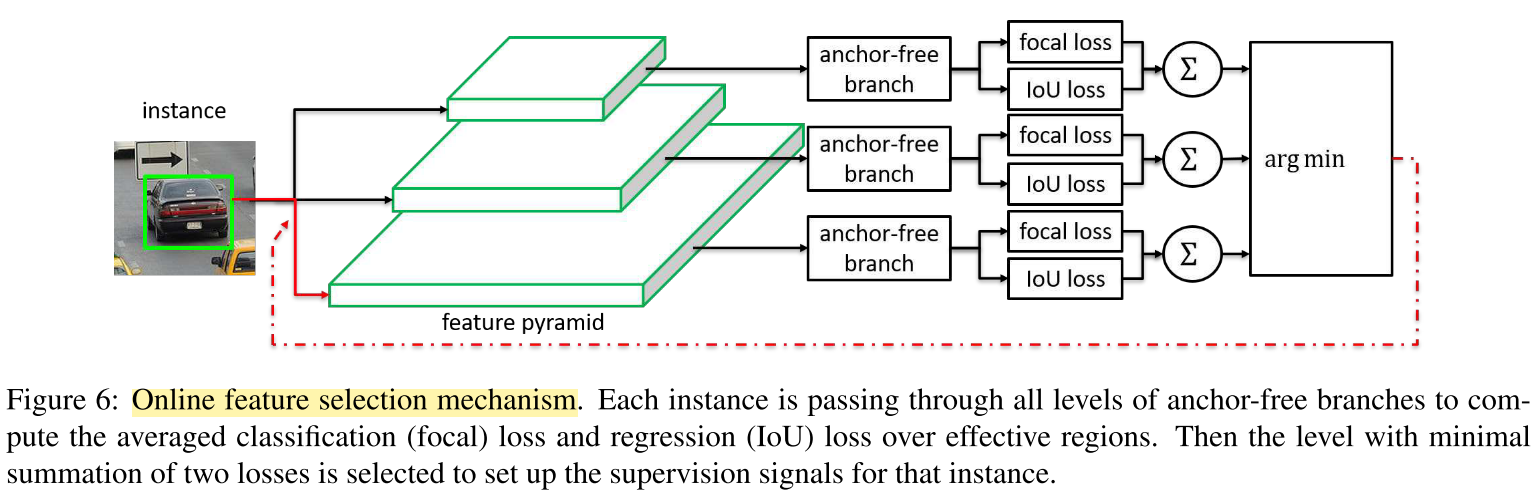 instance
feature pyramid
anchor-free
branch
focal loss
IoU loss
Σ
anchor-free
branch
focal loss
IoU loss
Σ
anchor-free
branch
focal loss
IoU loss
Σ
arg min
Figure 6: Online feature selection mechanism. Each instance is passing through all levels of anchor-free branches to com-
pute the averaged classification (focal) loss and regression (IoU) loss over effective regions. Then the level with minimal
summation of two losses is selected to set up the supervision signals for that instance.